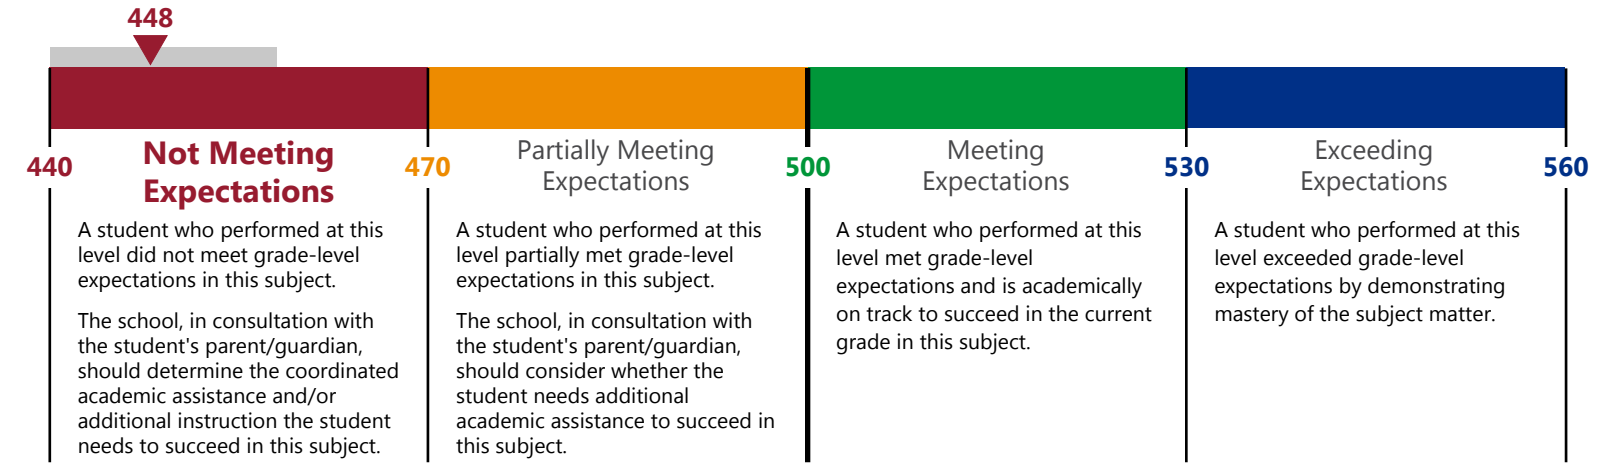 448
440
Not Meeting
Expectations
A student who performed at this
level did not meet grade-level
expectations in this subject.
The school, in consultation with
the student's parent/guardian,
should determine the coordinated
academic assistance and/or
additional instruction the student
needs to succeed in this subject.
470
Partially Meeting
Expectations
A student who performed at this
level partially met grade-level
expectations in this subject.
The school, in consultation with
the student's parent/guardian,
should consider whether the
student needs additional
academic assistance to succeed in
this subject.
500
Meeting
Expectations
A student who performed at this
level met grade-level
expectations and is academically
on track to succeed in the current
grade in this subject.
530
Exceeding
Expectations
A student who performed at this
level exceeded grade-level
expectations by demonstrating
mastery of the subject matter.
560